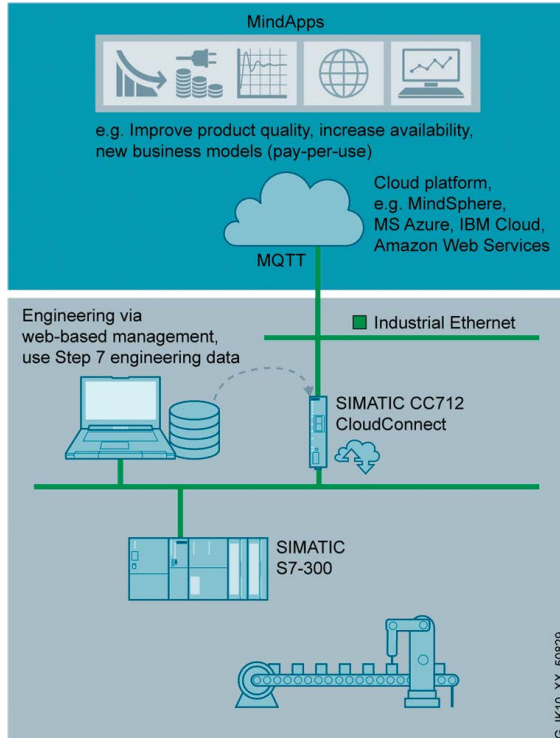 MindApps
e.g. Improve product quality, increase availability,
new business models (pay-per-use)
Cloud platform,
e.g. MindSphere,
MS Azure, IBM Cloud,
Amazon Web Services
MQTT
Engineering via
web-based management,
use Step 7 engineering data
Industrial Ethernet
SIMATIC CC712
CloudConnect
SIMATIC
S7-300